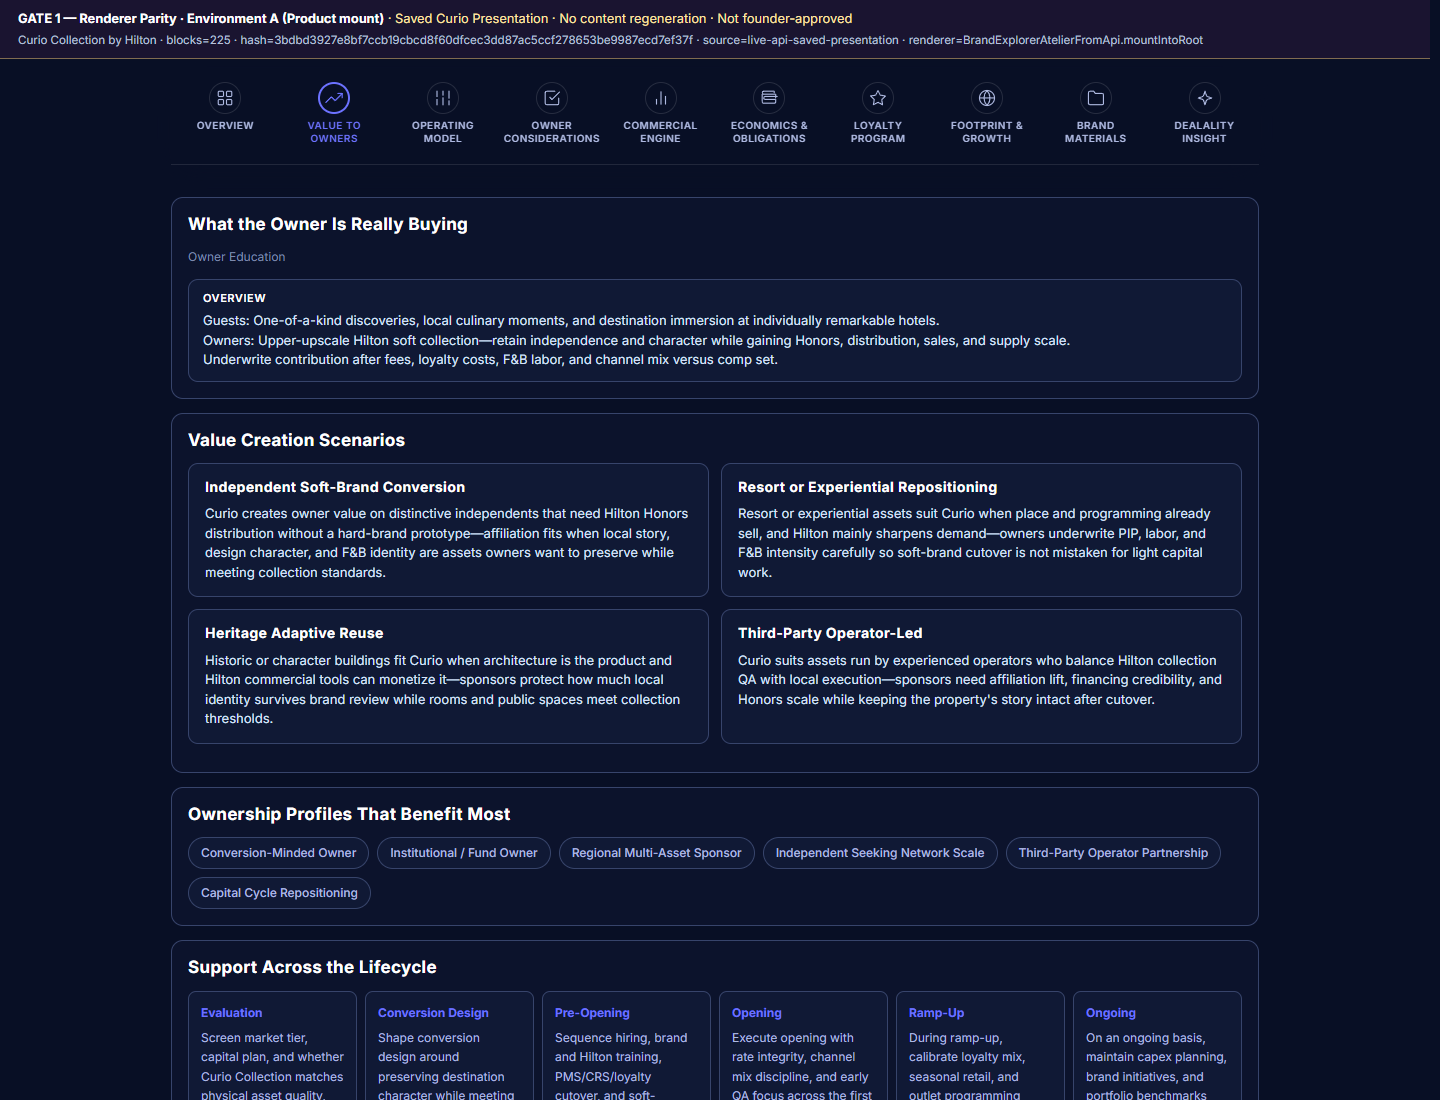 GATE 1 — Renderer Parity · Environment A (Product mount) · Saved Curio Presentation · No content regeneration · Not founder-approved
Curio Collection by Hilton · blocks=225 · hash=3bdbd3927e8bf7ccb19cbcd8f60dfcec3dd87ac5ccf278653be9987ecd7ef37f · source=live-api-saved-presentation · renderer=BrandExplorerAtelierFromApi.mountIntoRoot
OVERVIEW
VALUE TO
OWNERS
OPERATING
MODEL
OWNER
CONSIDERATIONS
COMMERCIAL
ENGINE
ECONOMICS &
OBLIGATIONS
LOYALTY
PROGRAM
FOOTPRINT &
GROWTH
BRAND
MATERIALS
DEALALITY
INSIGHT
What the Owner Is Really Buying
Owner Education
OVERVIEW
Guests: One-of-a-kind discoveries, local culinary moments, and destination immersion at individually remarkable hotels.
Owners: Upper-upscale Hilton soft collection—retain independence and character while gaining Honors, distribution, sales, and supply scale.
Underwrite contribution after fees, loyalty costs, F&B labor, and channel mix versus comp set.
Value Creation Scenarios
Independent Soft-Brand Conversion
Curio creates owner value on distinctive independents that need Hilton Honors
distribution without a hard-brand prototype—affiliation fits when local story,
design character, and F&B identity are assets owners want to preserve while
meeting collection standards.
Resort or Experiential Repositioning
Resort or experiential assets suit Curio when place and programming already
sell, and Hilton mainly sharpens demand—owners underwrite PIP, labor, and
F&B intensity carefully so soft-brand cutover is not mistaken for light capital
work.
Heritage Adaptive Reuse
Historic or character buildings fit Curio when architecture is the product and
Hilton commercial tools can monetize it—sponsors protect how much local
identity survives brand review while rooms and public spaces meet collection
thresholds.
Third-Party Operator-Led
Curio suits assets run by experienced operators who balance Hilton collection
QA with local execution—sponsors need affiliation lift, financing credibility, and
Honors scale while keeping the property's story intact after cutover.
Ownership Profiles That Benefit Most
Conversion-Minded Owner
Institutional / Fund Owner
Regional Multi-Asset Sponsor
Independent Seeking Network Scale
Third-Party Operator Partnership
Capital Cycle Repositioning
Support Across the Lifecycle
Evaluation
Screen market tier,
capital plan, and whether
Curio Collection matches
physical asset quality,
Conversion Design
Shape conversion
design around
preserving destination
character while meeting
Pre-Opening
Sequence hiring, brand
and Hilton training,
PMS/CRS/loyalty
cutover, and soft-
Opening
Execute opening with
rate integrity, channel
mix discipline, and early
QA focus across the first
Ramp-Up
During ramp-up,
calibrate loyalty mix,
seasonal retail, and
outlet programming
Ongoing
On an ongoing basis,
maintain capex planning,
brand initiatives, and
portfolio benchmarks